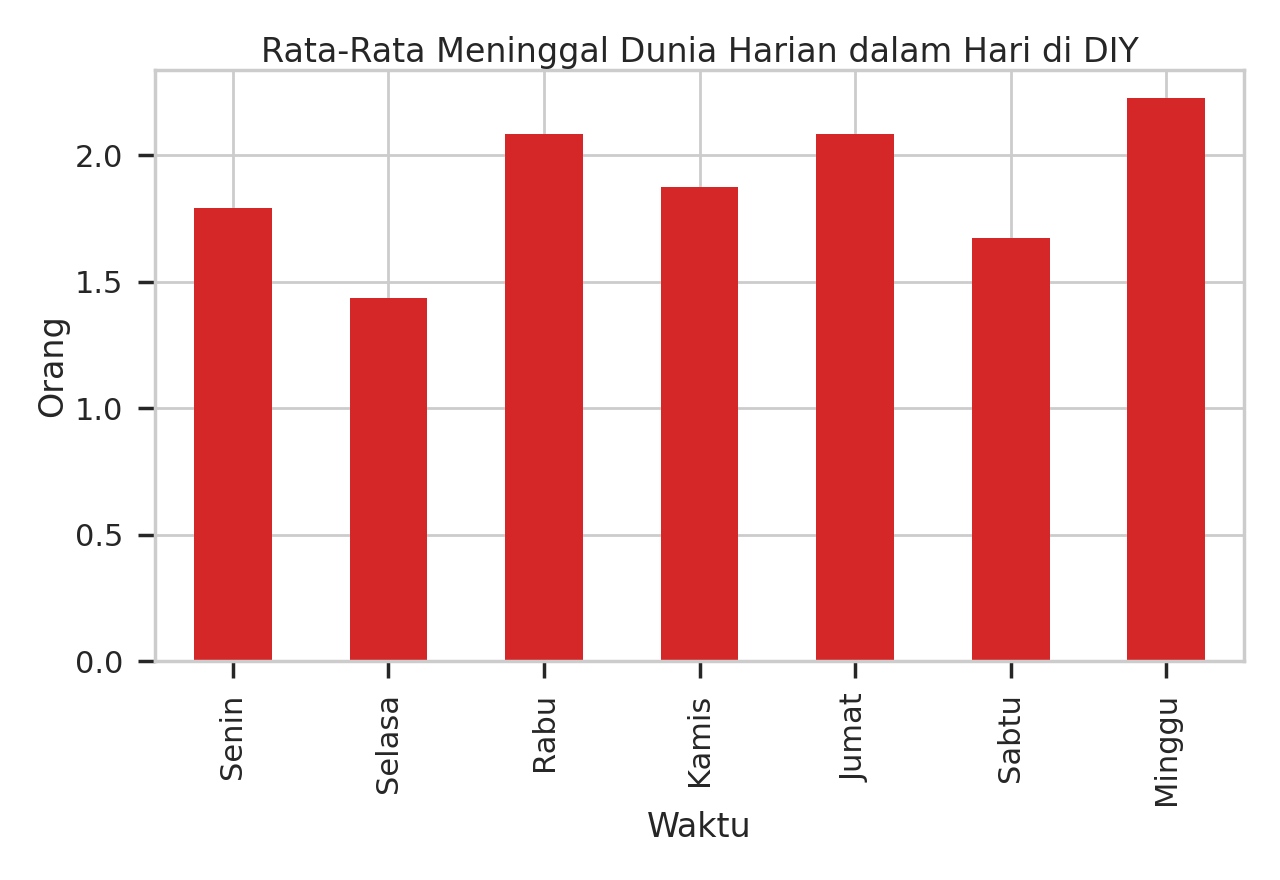 Rata-Rata Meninggal Dunia Harian dalam Hari di DIY
2.0
1.5
1.0
0.5
0.0
Orang
Senin
Selasa
Rabu
Kamis
Jumat
Sabtu
Minggu
Waktu